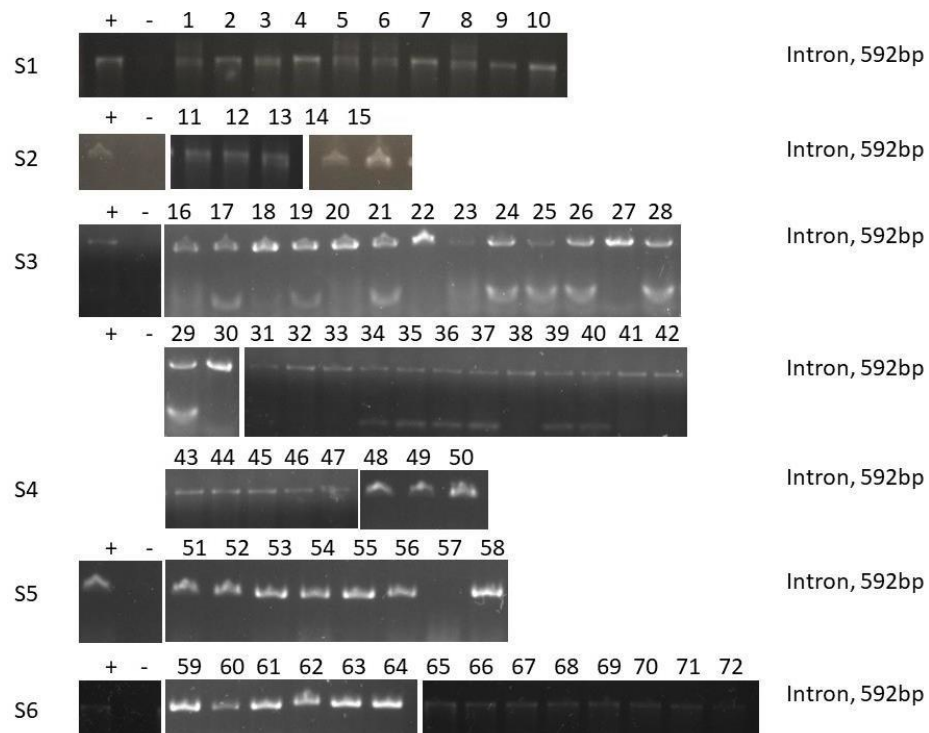 + - 1 2 3 4 5 6 7 8 9 10
S1 Intron, 592bp
+ - 11 12 13 14 15
S2 Intron, 592bp
+ - 16 17 18 19 20 21 22 23 24 25 26 27 28
S3 Intron, 592bp
+ - 29 30 31 32 33 34 35 36 37 38 39 40 41 42
Intron, 592bp
43 44 45 46 47 48 49 50
S4 Intron, 592bp
+ - 51 52 53 54 55 56 57 58
S5 Intron, 592bp
+ - 59 60 61 62 63 64 65 66 67 68 69 70 71 72
S6 Intron, 592bp